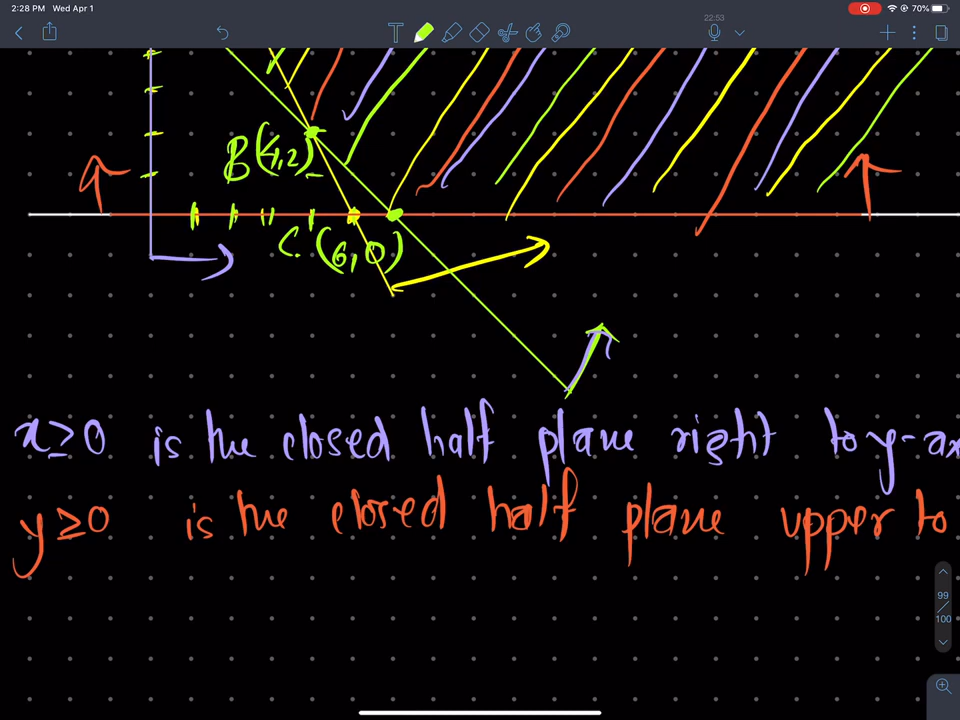 2:28 PM Wed Apr 1
70%
22:53
T
B(4,2)
C(6,0)
x≥0 is the closed half plane right to y-ax
y≥0 is the closed half plane upper to
99
/
100